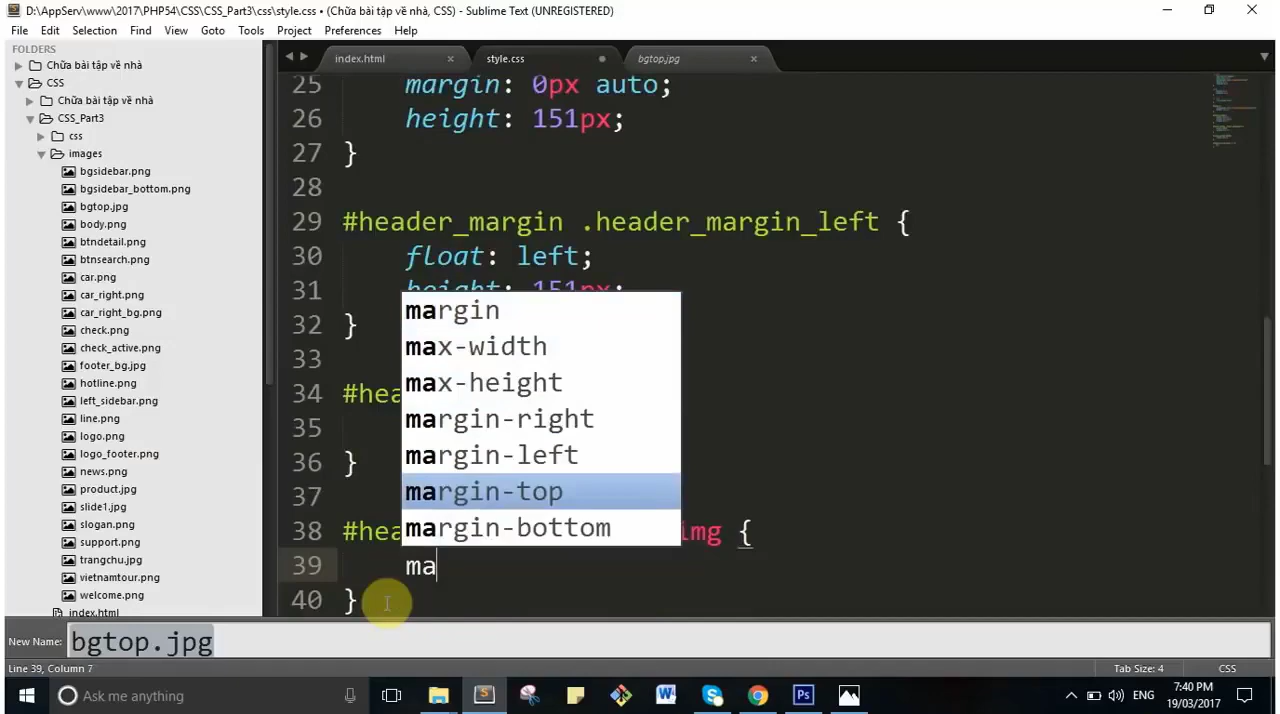 D:\AppServ\www\2017\PHP54\CSS\CSS_Part3\css\style.css • (Chữa bài tập về nhà, CSS) - Sublime Text (UNREGISTERED)
File Edit Selection Find View Goto Tools Project Preferences Help
FOLDERS
Chữa bài tập về nhà
CSS
Chữa bài tập về nhà
CSS_Part3
css
images
bgsidebar.png
bgsidebar_bottom.png
bgtop.jpg
body.png
btndetail.png
btnsearch.png
car.png
car_right.png
car_right_bg.png
check.png
check_active.png
footer_bg.jpg
hotline.png
left_sidebar.png
line.png
logo.png
logo_footer.png
news.png
product.jpg
slide1.jpg
slogan.png
support.png
trangchu.jpg
vietnamtour.png
welcome.png
index.html
index.html style.css bgtop.jpg
25 margin: 0px auto;
26 height: 151px;
27 }
28
29 #header_margin .header_margin_left {
30 float: left;
31 height: 151px;
32 }
33
34 #hea
35
36 }
37
38 #hea img {
39 ma
40 }
margin
max-width
max-height
margin-right
margin-left
margin-top
margin-bottom
New Name: bgtop.jpg
Line 39, Column 7 Tab Size: 4 CSS
Ask me anything
ENG
7:40 PM
19/03/2017